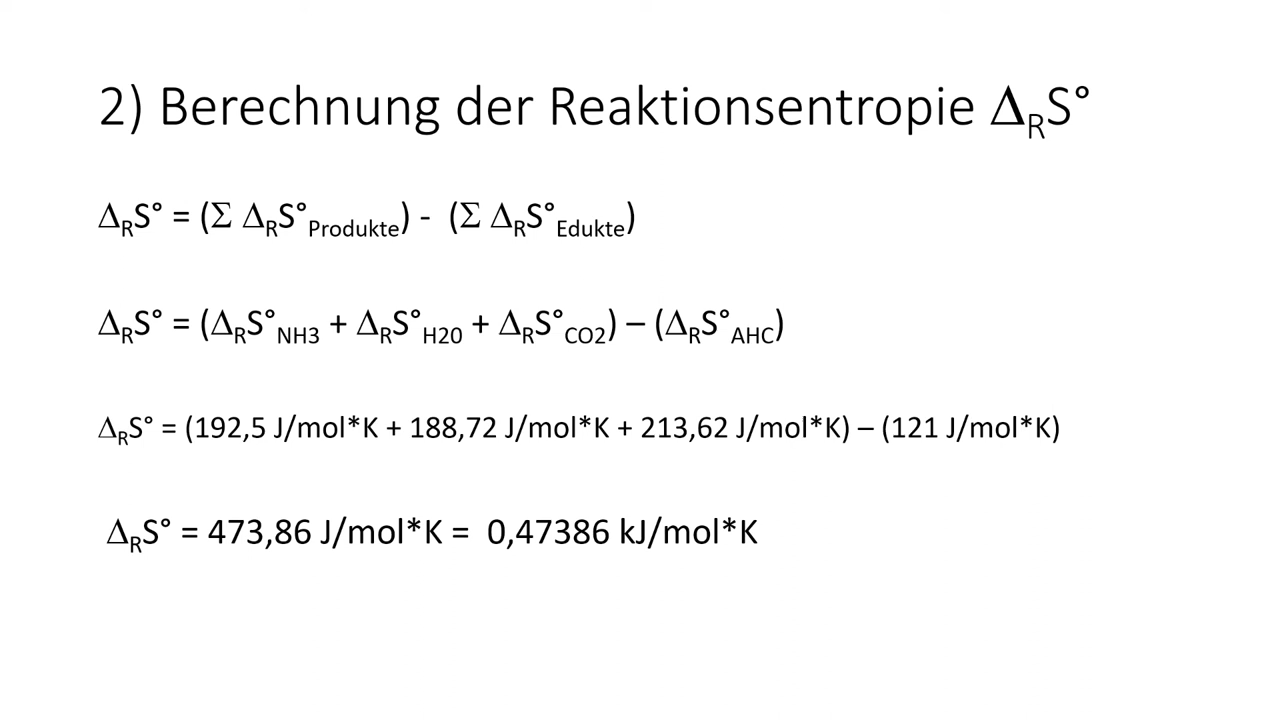 2) Berechnung der Reaktionsentropie ΔRS°
ΔRS° = (Σ ΔRS°Produkte) - (Σ ΔRS°Edukte)
ΔRS° = (ΔRS°NH3 + ΔRS°H20 + ΔRS°CO2) – (ΔRS°AHC)
ΔRS° = (192,5 J/mol*K + 188,72 J/mol*K + 213,62 J/mol*K) – (121 J/mol*K)
ΔRS° = 473,86 J/mol*K = 0,47386 kJ/mol*K